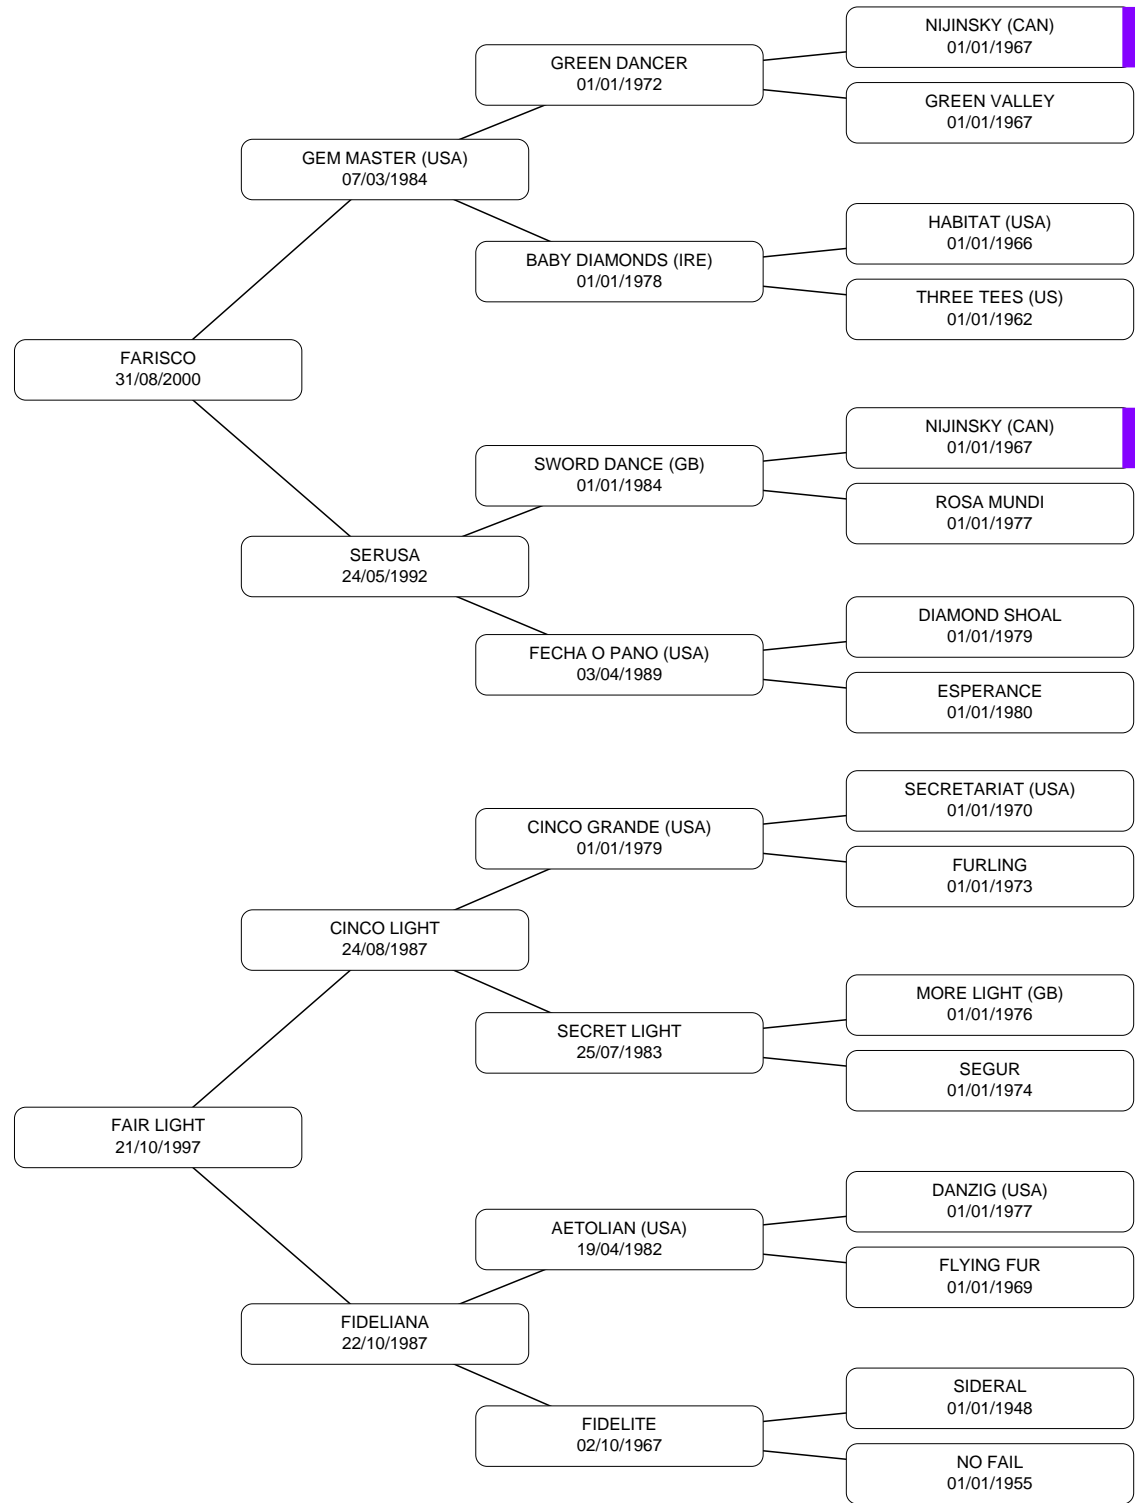 NIJINSKY (CAN)
01/01/1967
GREEN DANCER
01/01/1972
GREEN VALLEY
01/01/1967
GEM MASTER (USA)
07/03/1984
HABITAT (USA)
01/01/1966
BABY DIAMONDS (IRE)
01/01/1978
THREE TEES (US)
01/01/1962
FARISCO
31/08/2000
NIJINSKY (CAN)
01/01/1967
SWORD DANCE (GB)
01/01/1984
ROSA MUNDI
01/01/1977
SERUSA
24/05/1992
DIAMOND SHOAL
01/01/1979
FECHA O PANO (USA)
03/04/1989
ESPERANCE
01/01/1980
SECRETARIAT (USA)
01/01/1970
CINCO GRANDE (USA)
01/01/1979
FURLING
01/01/1973
CINCO LIGHT
24/08/1987
MORE LIGHT (GB)
01/01/1976
SECRET LIGHT
25/07/1983
SEGUR
01/01/1974
FAIR LIGHT
21/10/1997
DANZIG (USA)
01/01/1977
AETOLIAN (USA)
19/04/1982
FLYING FUR
01/01/1969
FIDELIANA
22/10/1987
SIDERAL
01/01/1948
FIDELITE
02/10/1967
NO FAIL
01/01/1955